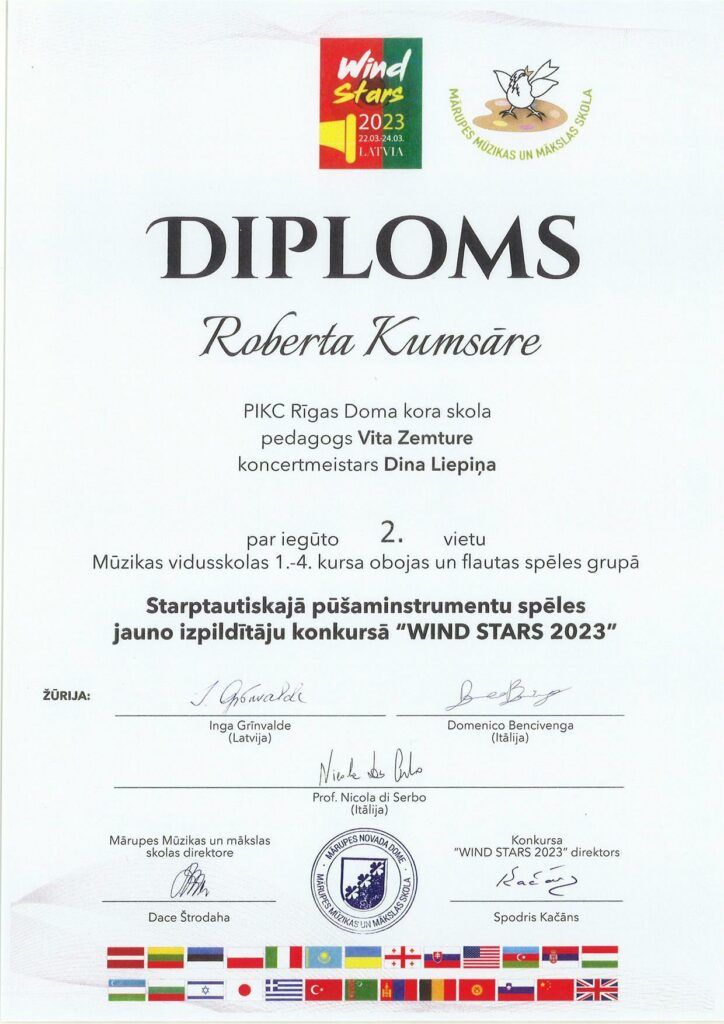 Wind
Stars
2023
22.03.-24.03.
LATVIA
MĀRUPES MŪZIKAS UN MĀKSLAS SKOLA
DIPLOMS
Roberta Kumsāre
PIKC Rīgas Doma kora skola
pedagogs Vita Zemture
koncertmeistars Dina Liepiņa
par iegūto 2. vietu
Mūzikas vidusskolas 1.-4. kursa obojas un flautas spēles grupā
Starptautiskajā pūšaminstrumentu spēles
jauno izpildītāju konkursā “WIND STARS 2023”
ŽŪRIJA:
I. Grīnvalde
Inga Grīnvalde
(Latvija)
Domenico Bencivenga
(Itālija)
Prof. Nicola di Serbo
(Itālija)
Mārupes Mūzikas un mākslas
skolas direktore
Dace Štrodaha
MĀRUPES NOVADA DOME
MĀRUPES MŪZIKAS UN MĀKSLAS SKOLA
Konkursa
“WIND STARS 2023” direktors
Kačāns
Spodris Kačāns